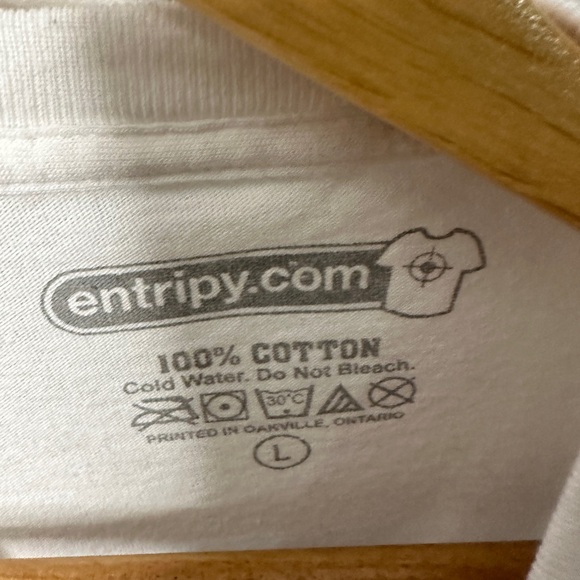 entripy.com
100% COTTON
Cold Water. Do Not Bleach.
30°C
PRINTED IN OAKVILLE, ONTARIO
L